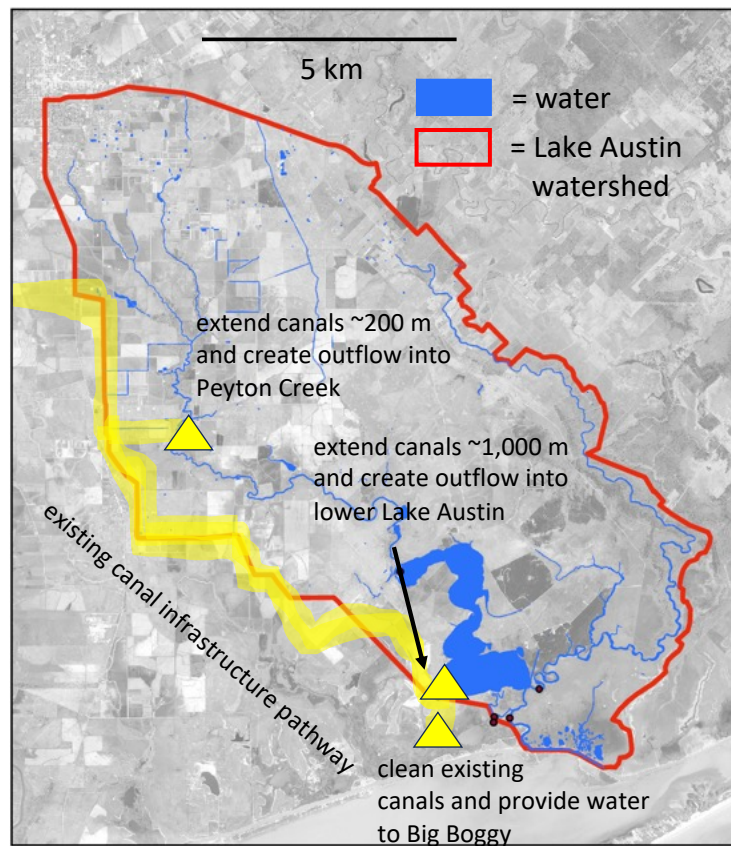 5 km
= water
= Lake Austin
watershed
extend canals ~200 m
and create outflow into
Peyton Creek
extend canals ~1,000 m
and create outflow into
lower Lake Austin
existing canal infrastructure pathway
clean existing
canals and provide water
to Big Boggy